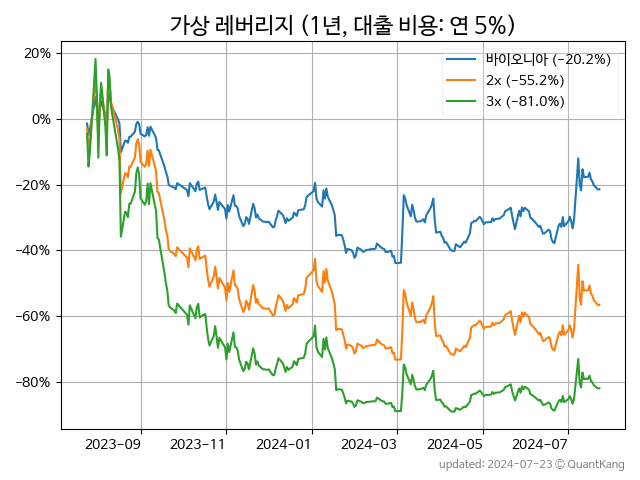 가상 레버리지 (1년, 대출 비용: 연 5%)
바이오니아 (−20.2%)
2x (−55.2%)
3x (−81.0%)
20%
0%
−20%
−40%
−60%
−80%
2023-09 2023-11 2024-01 2024-03 2024-05 2024-07
updated: 2024-07-23 © QuantKang